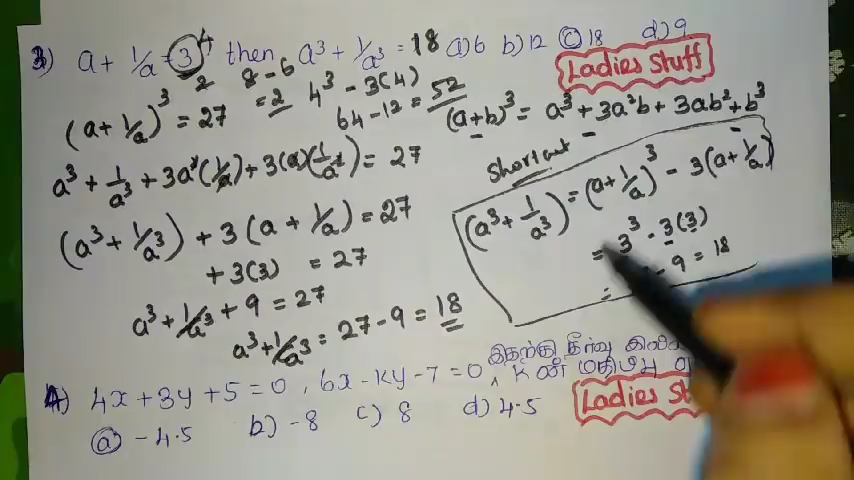 3) a + 1/a = 3 4 then a³ + 1/a³ = 18 a) 6 b) 12 c) 18 d) 9
Ladies Stuff
2 8 - 6
= 2
4³ - 3(4)
64 - 12 = 52
(a + 1/a)³ = 27
(a+b)³ = a³ + 3a²b + 3ab² + b³
a³ + 1/a³ + 3a²(1/a) + 3(a)(1/a²) = 27
(a³ + 1/a³) + 3(a + 1/a) = 27
+ 3(3) = 27
a³ + 1/a³ + 9 = 27
a³ + 1/a³ = 27 - 9 = 18
Shortcut
(a³ + 1/a³) = (a + 1/a)³ - 3(a + 1/a)
= 3³ - 3(3)
= - 9 = 18
4) 4x + 3y + 5 = 0, 6x - ky - 7 = 0, இதற்கு தீர்வு
k ன் மதிப்பு
a) -4.5 b) -8 c) 8 d) 4.5
Ladies St